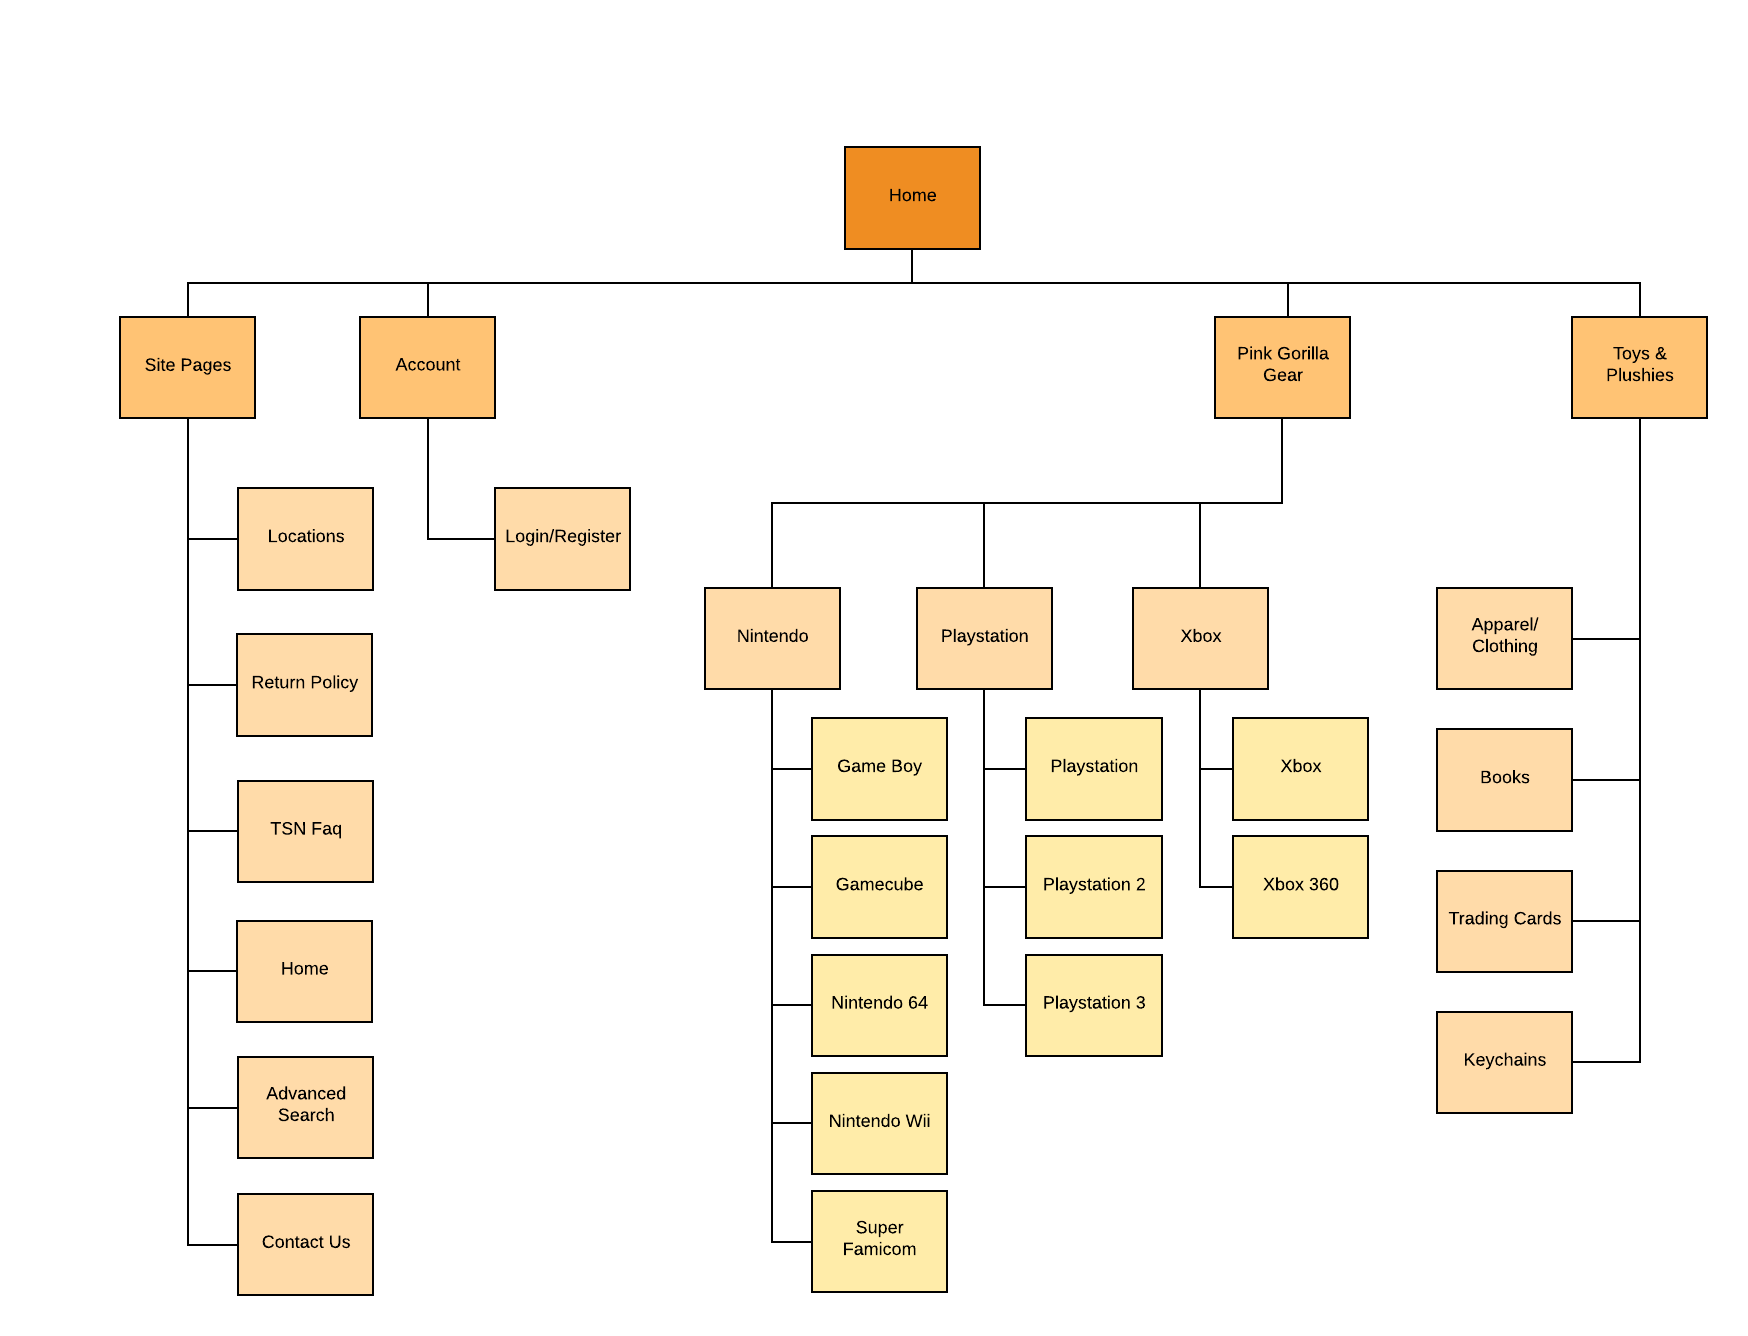 Home
Site Pages
Account
Pink Gorilla
Gear
Toys &
Plushies
Locations
Return Policy
TSN Faq
Home
Advanced
Search
Contact Us
Login/Register
Nintendo
Game Boy
Gamecube
Nintendo 64
Nintendo Wii
Super
Famicom
Playstation
Playstation
Playstation 2
Playstation 3
Xbox
Xbox
Xbox 360
Apparel/
Clothing
Books
Trading Cards
Keychains